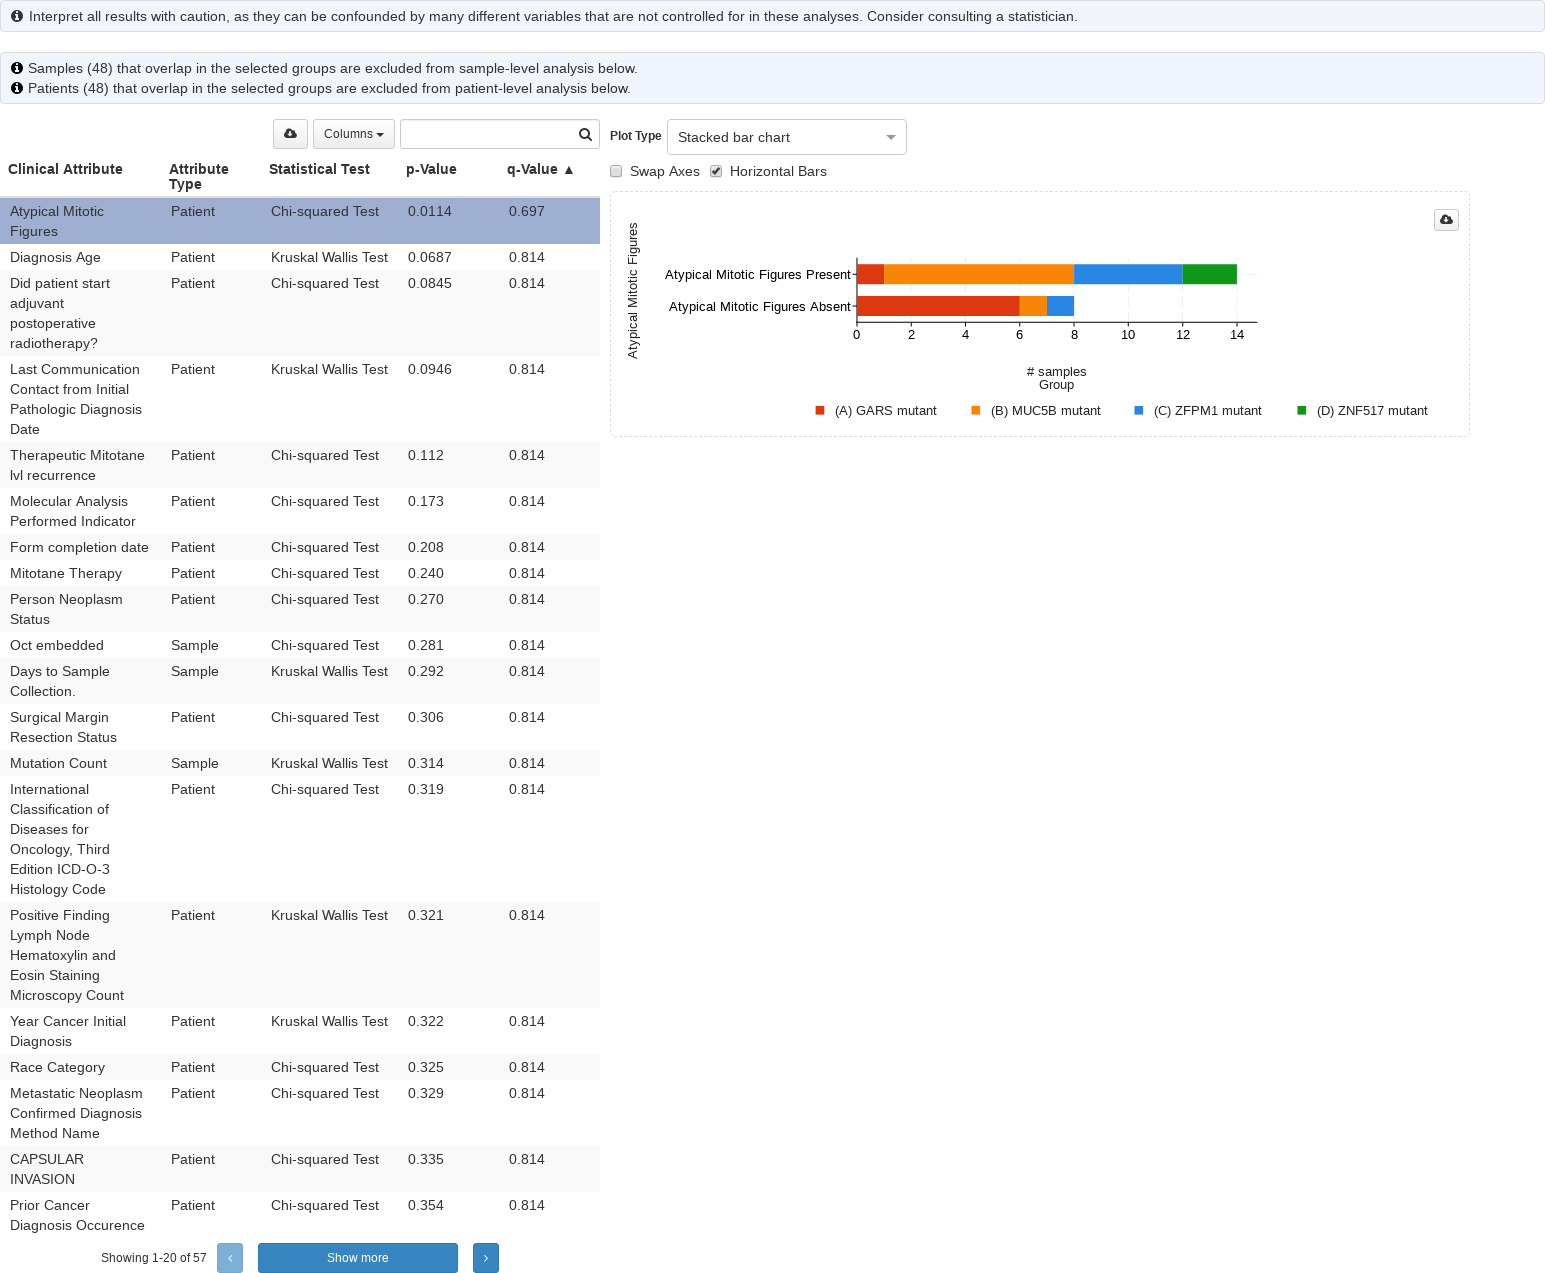 Interpret all results with caution, as they can be confounded by many different variables that are not controlled for in these analyses. Consider consulting a statistician.
Samples (48) that overlap in the selected groups are excluded from sample-level analysis below.
Patients (48) that overlap in the selected groups are excluded from patient-level analysis below.
Columns
Clinical Attribute Attribute Type Statistical Test p-Value q-Value ▲
Atypical Mitotic Figures Patient Chi-squared Test 0.0114 0.697
Diagnosis Age Patient Kruskal Wallis Test 0.0687 0.814
Did patient start adjuvant postoperative radiotherapy? Patient Chi-squared Test 0.0845 0.814
Last Communication Contact from Initial Pathologic Diagnosis Date Patient Kruskal Wallis Test 0.0946 0.814
Therapeutic Mitotane lvl recurrence Patient Chi-squared Test 0.112 0.814
Molecular Analysis Performed Indicator Patient Chi-squared Test 0.173 0.814
Form completion date Patient Chi-squared Test 0.208 0.814
Mitotane Therapy Patient Chi-squared Test 0.240 0.814
Person Neoplasm Status Patient Chi-squared Test 0.270 0.814
Oct embedded Sample Chi-squared Test 0.281 0.814
Days to Sample Collection. Sample Kruskal Wallis Test 0.292 0.814
Surgical Margin Resection Status Patient Chi-squared Test 0.306 0.814
Mutation Count Sample Kruskal Wallis Test 0.314 0.814
International Classification of Diseases for Oncology, Third Edition ICD-O-3 Histology Code Patient Chi-squared Test 0.319 0.814
Positive Finding Lymph Node Hematoxylin and Eosin Staining Microscopy Count Patient Kruskal Wallis Test 0.321 0.814
Year Cancer Initial Diagnosis Patient Kruskal Wallis Test 0.322 0.814
Race Category Patient Chi-squared Test 0.325 0.814
Metastatic Neoplasm Confirmed Diagnosis Method Name Patient Chi-squared Test 0.329 0.814
CAPSULAR INVASION Patient Chi-squared Test 0.335 0.814
Prior Cancer Diagnosis Occurence Patient Chi-squared Test 0.354 0.814
Showing 1-20 of 57 ‹ Show more ›
Plot Type Stacked bar chart
Swap Axes Horizontal Bars
Atypical Mitotic Figures
Atypical Mitotic Figures Present
Atypical Mitotic Figures Absent
0 2 4 6 8 10 12 14
# samples
Group
(A) GARS mutant (B) MUC5B mutant (C) ZFPM1 mutant (D) ZNF517 mutant